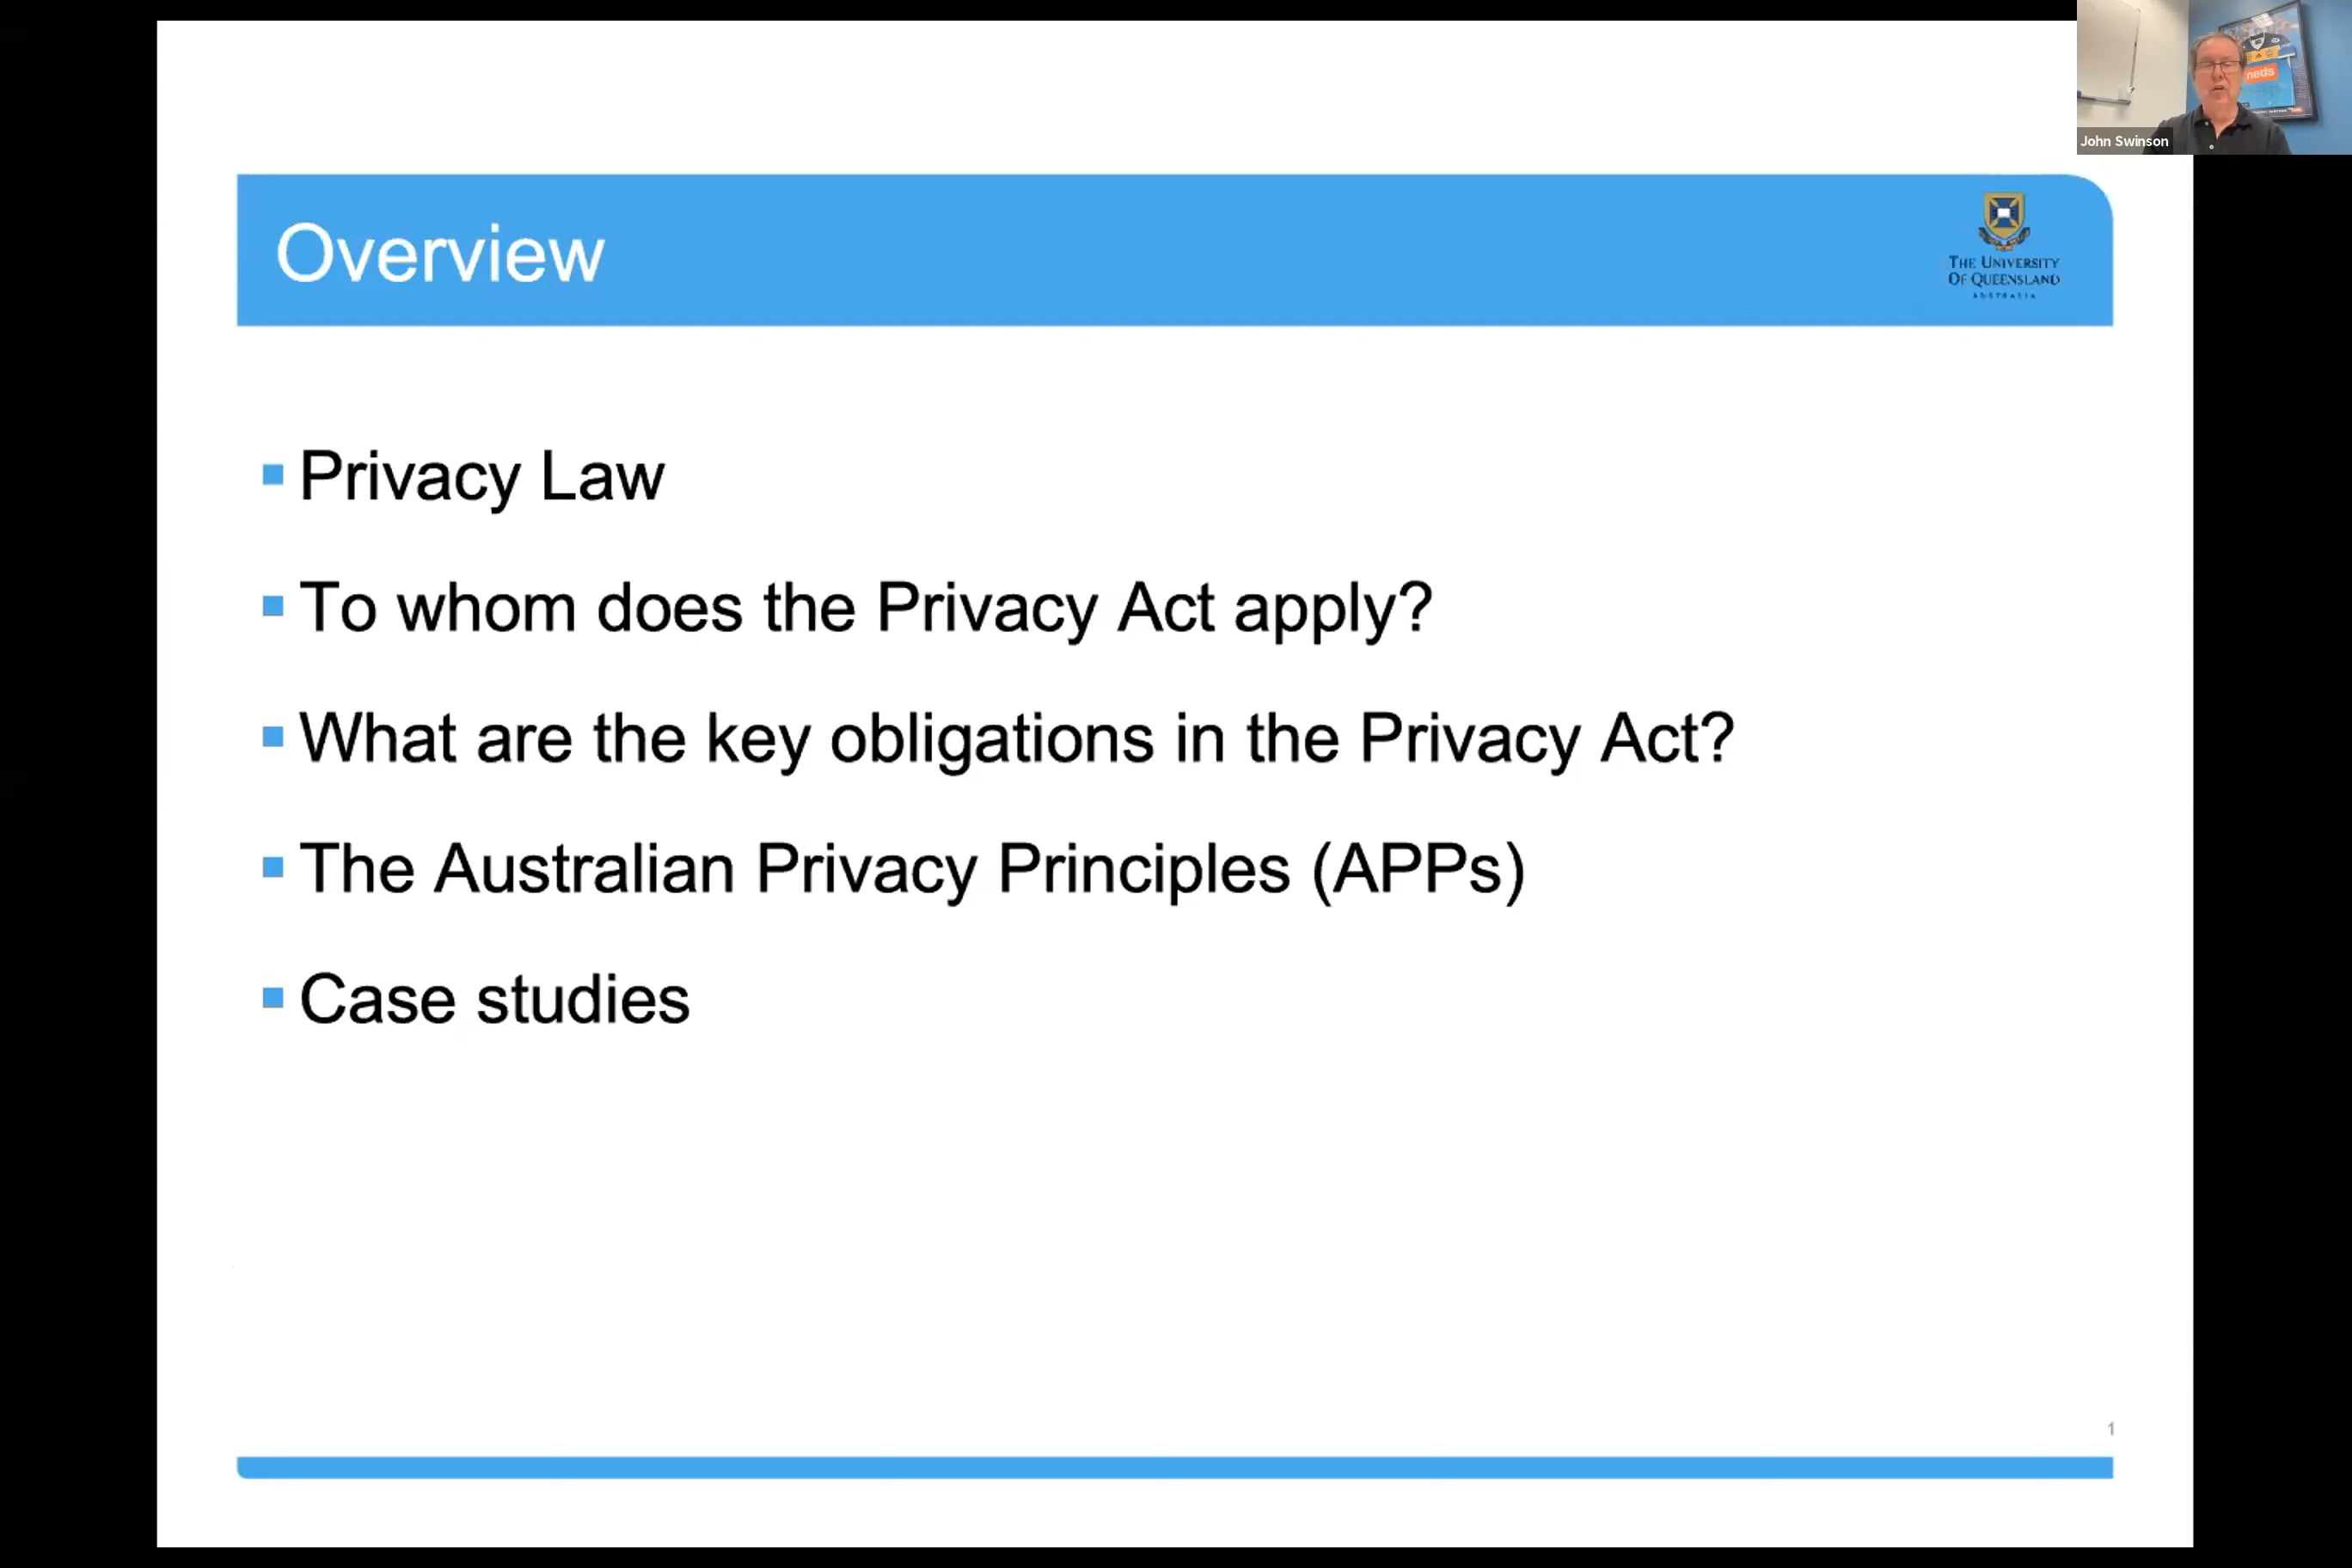 neds
John Swinson
Overview
THE UNIVERSITY
OF QUEENSLAND
AUSTRALIA
Privacy Law
To whom does the Privacy Act apply?
What are the key obligations in the Privacy Act?
The Australian Privacy Principles (APPs)
Case studies
1